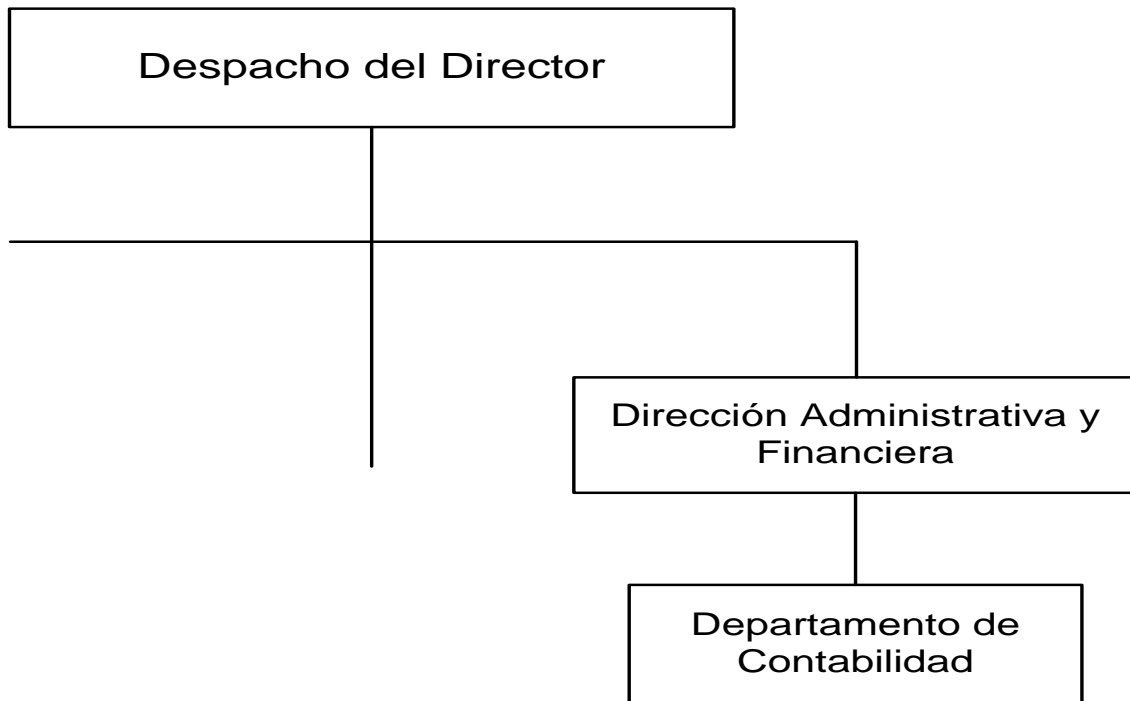 Despacho del Director
Dirección Administrativa y
Financiera
Departamento de
Contabilidad